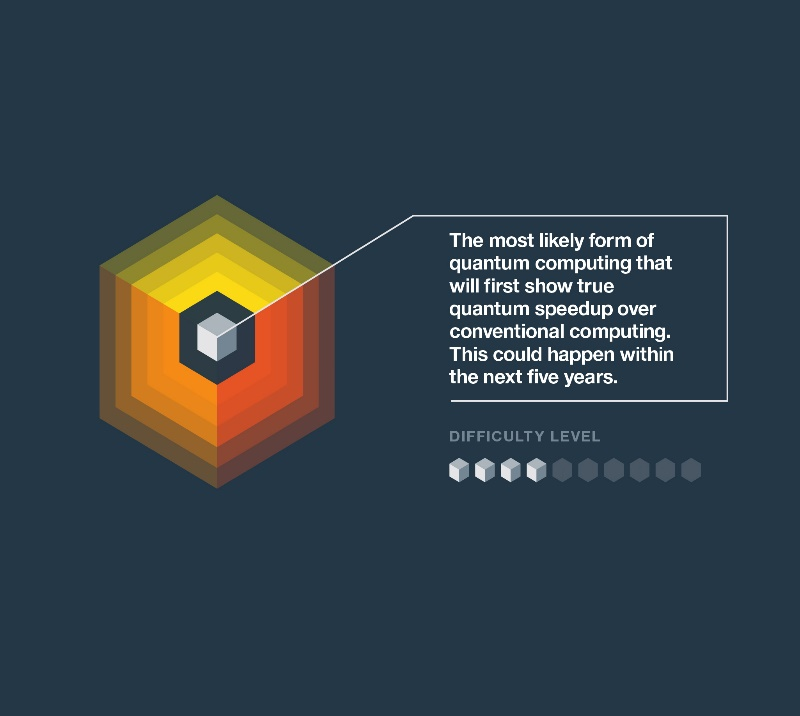 The most likely form of
quantum computing that
will first show true
quantum speedup over
conventional computing.
This could happen within
the next five years.
DIFFICULTY LEVEL